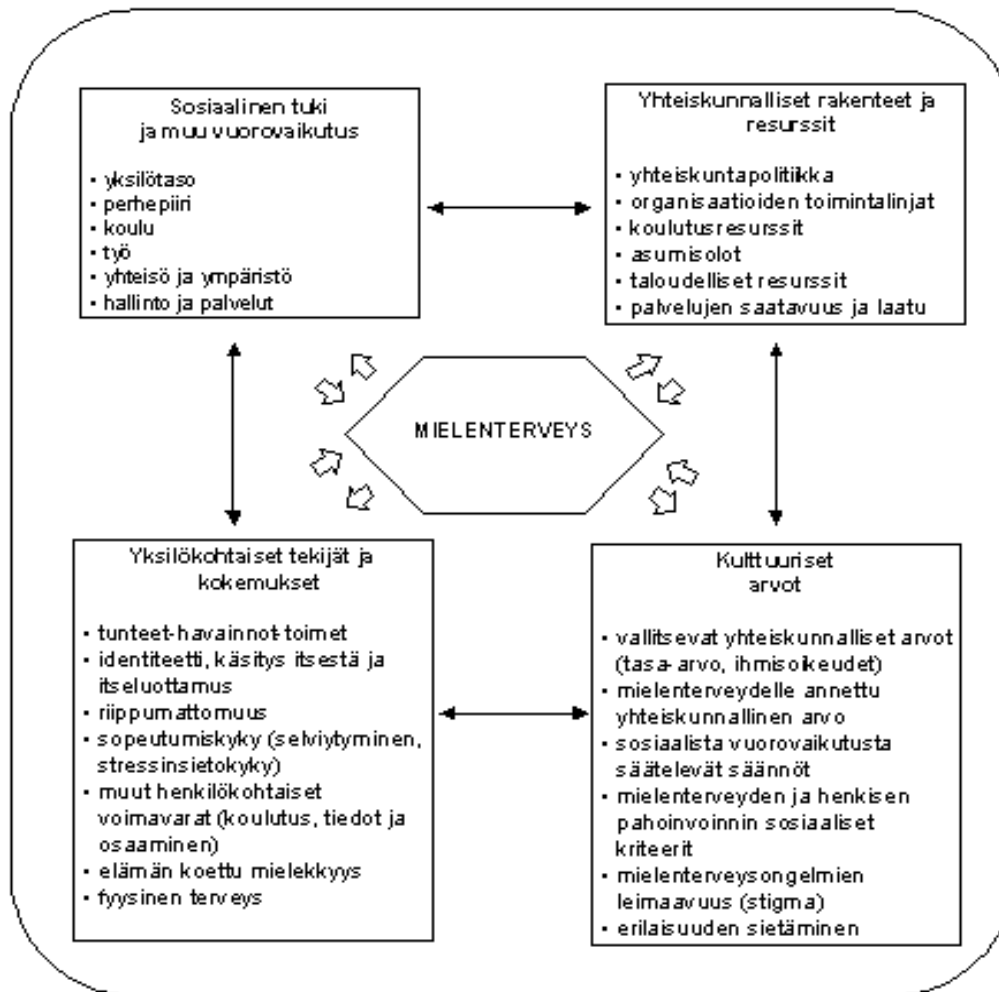 Sosiaalinen tuki
ja muu vuorovaikutus
• yksilötaso
• perhepiiri
• koulu
• työ
• yhteisö ja ympäristö
• hallinto ja palvelut
Yhteiskunnalliset rakenteet ja
resurssit
• yhteiskuntapolitiikka
• organisaatioiden toimintalinjat
• koulutusresurssit
• asumisolot
• taloudelliset resurssit
• palvelujen saatavuus ja laatu
MIELENTERVEYS
Yksilökohtaiset tekijät ja
kokemukset
• tunteet-havainnot-toimet
• identiteetti, käsitys itsestä ja
itseluottamus
• riippumattomuus
• sopeutumiskyky (selviytyminen,
stressinsietokyky)
• muut henkilökohtaiset
voimavarat (koulutus, tiedot ja
osaaminen)
• elämän koettu mielekkyys
• fyysinen terveys
Kulttuuriset
arvot
• vallitsevat yhteiskunnalliset arvot
(tasa-arvo, ihmisoikeudet)
• mielenterveydelle annettu
yhteiskunnallinen arvo
• sosiaalista vuorovaikutusta
säätelevät säännöt
• mielenterveyden ja henkisen
pahoinvoinnin sosiaaliset
kriteerit
• mielenterveysongelmien
leimaavuus (stigma)
• erilaisuuden sietäminen